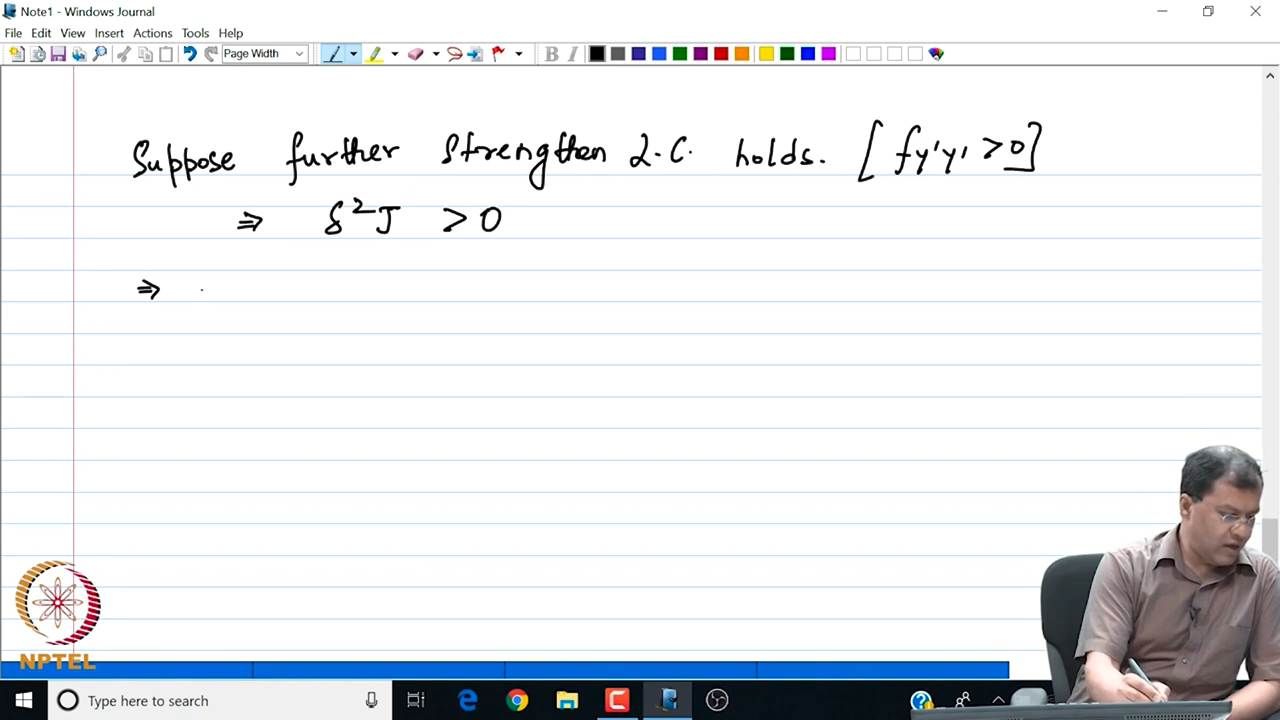 Note1 - Windows Journal
File Edit View Insert Actions Tools Help
Page Width
B I
Suppose further strengthen L.C. holds. [fy'y' > 0]
⇒ δ²J > 0
⇒
NPTEL
Type here to search